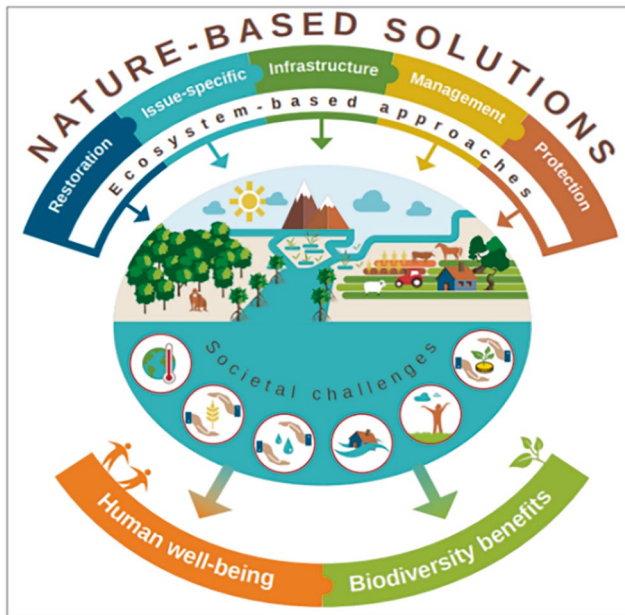 NATURE-BASED SOLUTIONS
Restoration
Issue-specific
Infrastructure
Management
Protection
Ecosystem-based approaches
Societal challenges
Human well-being
Biodiversity benefits